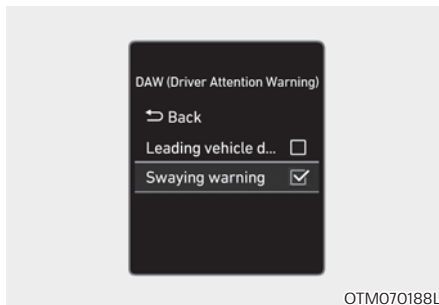 DAW (Driver Attention Warning)
Back
Leading vehicle d...
Swaying warning
OTM070188L